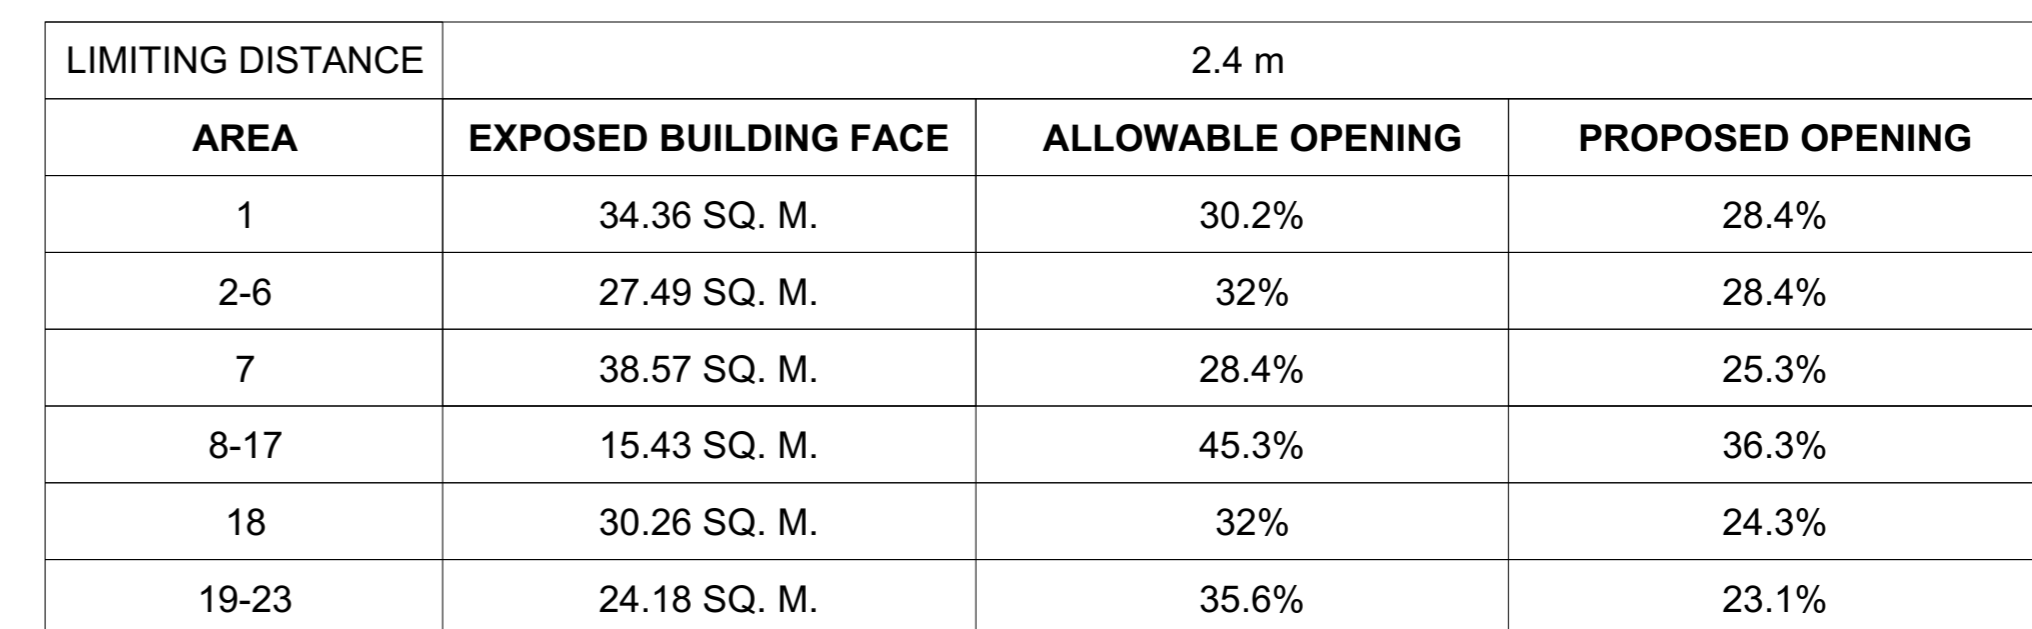 LIMITING DISTANCE 2.4 m
AREA EXPOSED BUILDING FACE ALLOWABLE OPENING PROPOSED OPENING
1 34.36 SQ. M. 30.2% 28.4%
2-6 27.49 SQ. M. 32% 28.4%
7 38.57 SQ. M. 28.4% 25.3%
8-17 15.43 SQ. M. 45.3% 36.3%
18 30.26 SQ. M. 32% 24.3%
19-23 24.18 SQ. M. 35.6% 23.1%